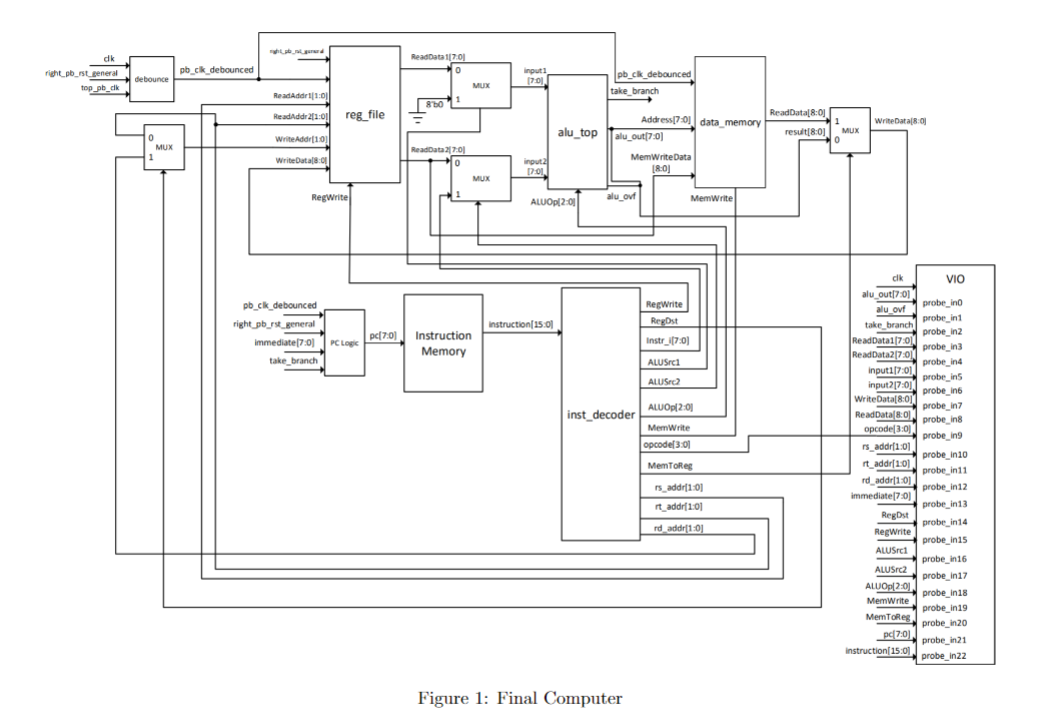 clk
right_pb_rst_general
top_pb_clk
debounce
pb_clk_debounced
right_pb_rst_general
ReadAddr1[1:0]
ReadAddr2[1:0]
WriteAddr[1:0]
WriteData[8:0]
reg_file
RegWrite
0
1
MUX
ReadData1[7:0]
0
1
MUX
8'b0
ReadData2[7:0]
0
1
MUX
input1
[7:0]
input2
[7:0]
alu_top
ALUOp[2:0]
pb_clk_debounced
take_branch
Address[7:0]
alu_out[7:0]
MemWriteData
[8:0]
alu_ovf
data_memory
MemWrite
ReadData[8:0]
result[8:0]
1
0
MUX
WriteData[8:0]
pb_clk_debounced
right_pb_rst_general
immediate[7:0]
take_branch
PC Logic
pc[7:0]
Instruction
Memory
instruction[15:0]
inst_decoder
RegWrite
RegDst
Instr_i[7:0]
ALUSrc1
ALUSrc2
ALUOp[2:0]
MemWrite
opcode[3:0]
MemToReg
rs_addr[1:0]
rt_addr[1:0]
rd_addr[1:0]
VIO
clk
alu_out[7:0]
probe_in0
alu_ovf
probe_in1
take_branch
probe_in2
ReadData1[7:0]
probe_in3
ReadData2[7:0]
probe_in4
input1[7:0]
probe_in5
input2[7:0]
probe_in6
WriteData[8:0]
probe_in7
ReadData[8:0]
probe_in8
opcode[3:0]
probe_in9
rs_addr[1:0]
probe_in10
rt_addr[1:0]
probe_in11
rd_addr[1:0]
probe_in12
immediate[7:0]
probe_in13
RegDst
probe_in14
RegWrite
probe_in15
ALUSrc1
probe_in16
ALUSrc2
probe_in17
ALUOp[2:0]
probe_in18
MemWrite
probe_in19
MemToReg
probe_in20
pc[7:0]
probe_in21
instruction[15:0]
probe_in22
Figure 1: Final Computer